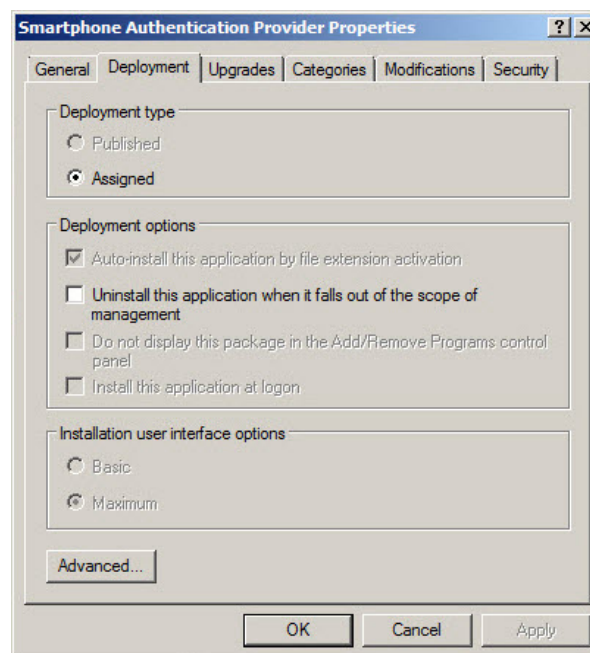 Smartphone Authentication Provider Properties
General Deployment Upgrades Categories Modifications Security
Deployment type
Published
Assigned
Deployment options
Auto-install this application by file extension activation
Uninstall this application when it falls out of the scope of
management
Do not display this package in the Add/Remove Programs control
panel
Install this application at logon
Installation user interface options
Basic
Maximum
Advanced...
OK Cancel Apply